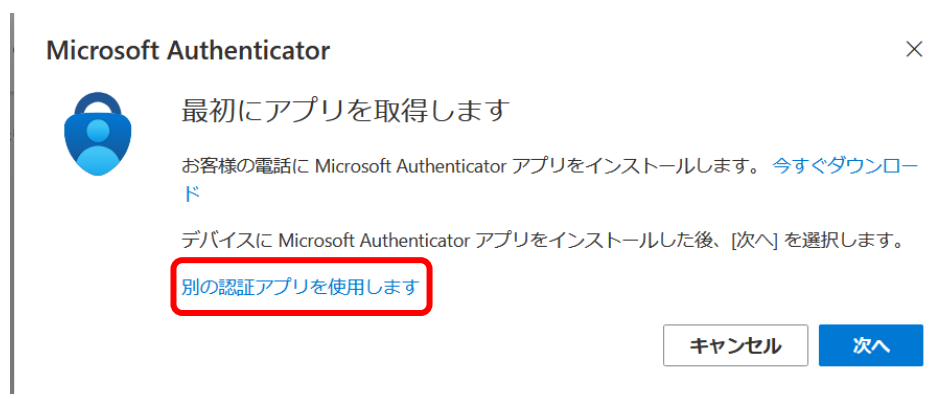 Microsoft Authenticator
最初にアプリを取得します
お客様の電話に Microsoft Authenticator アプリをインストールします。 今すぐダウンロー
ド
デバイスに Microsoft Authenticator アプリをインストールした後、[次へ] を選択します。
別の認証アプリを使用します
キャンセル 次へ